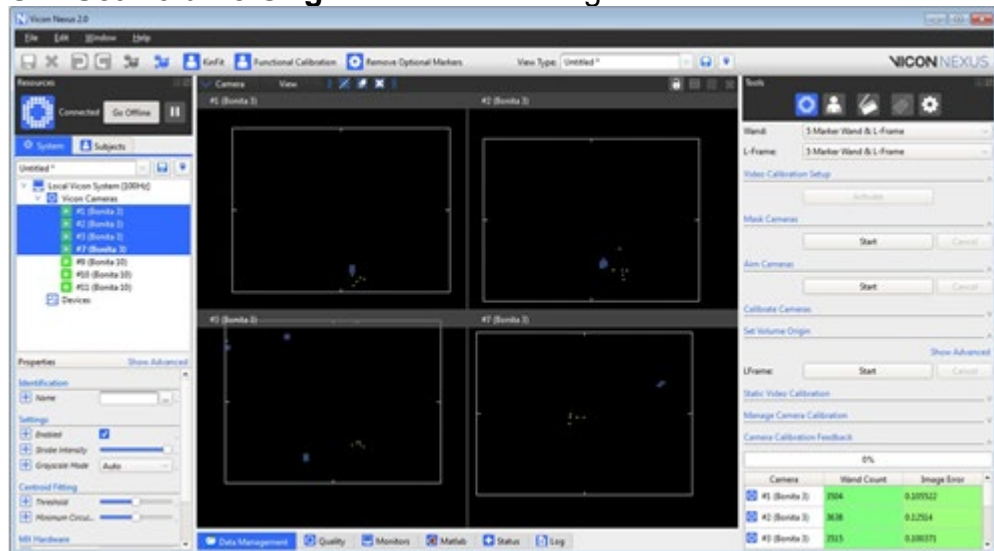 Vicon Nexus 2.0
File Edit Window Help
KinFit Functional Calibration Remove Optional Markers View Type: Untitled * VICON NEXUS
Resources
Connected Go Offline
System Subjects
Untitled *
Local Vicon System [100Hz]
Vicon Cameras
#1 (Bonita 3)
#2 (Bonita 3)
#3 (Bonita 3)
#7 (Bonita 3)
#9 (Bonita 10)
#10 (Bonita 10)
#11 (Bonita 10)
Devices
Properties Show Advanced
Identification
Name
Settings
Enabled
Strobe Intensity
Grayscale Mode Auto
Centroid Fitting
Threshold
Minimum Circul...
MX Hardware
Camera View
#1 (Bonita 3) #2 (Bonita 3)
#3 (Bonita 3) #7 (Bonita 3)
Data Management Quality Monitors Matlab Status Log
Tools
Wand: 5 Marker Wand & L-Frame
L-Frame: 5 Marker Wand & L-Frame
Video Calibration Setup
Activate
Mask Cameras
Start Cancel
Aim Cameras
Start Cancel
Calibrate Cameras
Set Volume Origin
Show Advanced
LFrame: Start Cancel
Static Video Calibration
Manage Camera Calibration
Camera Calibration Feedback
0%
Camera Wand Count Image Error
#1 (Bonita 3) 3504 0.105522
#2 (Bonita 3) 3638 0.12514
#3 (Bonita 3) 3515 0.100371